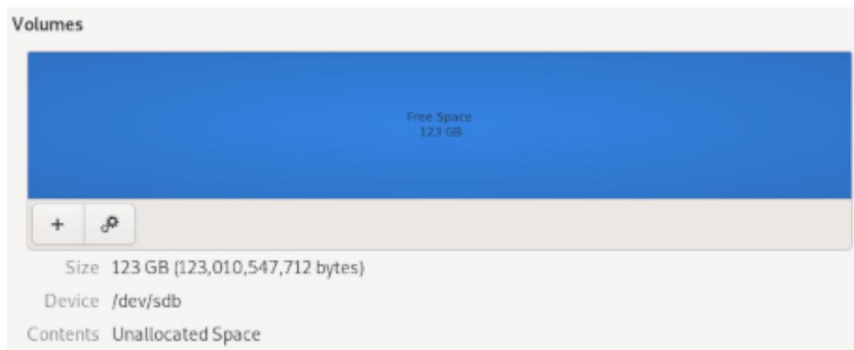 Volumes
Free Space
123 GB
+
Size 123 GB (123,010,547,712 bytes)
Device /dev/sdb
Contents Unallocated Space